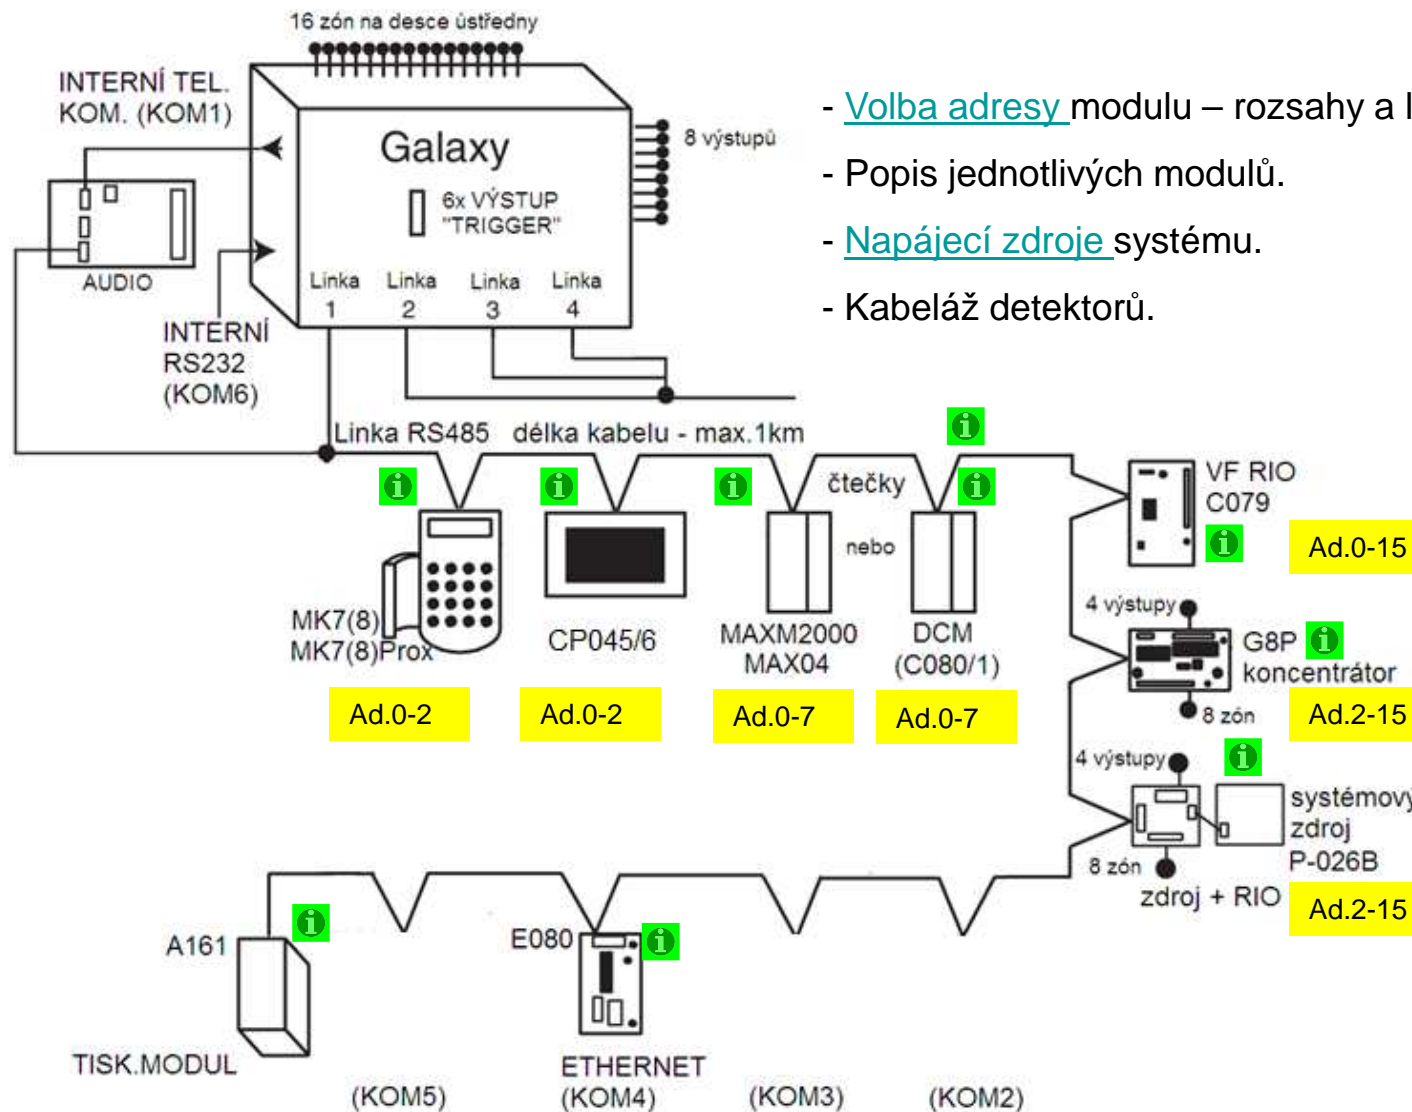 16 zón na desce ústředny
INTERNÍ TEL.
KOM. (KOM1)
Galaxy
8 výstupů
6x VÝSTUP
"TRIGGER"
AUDIO
Linka Linka Linka Linka
1 2 3 4
INTERNÍ
RS232
(KOM6)
- Volba adresy modulu – rozsahy a l
- Popis jednotlivých modulů.
- Napájecí zdroje systému.
- Kabeláž detektorů.
Linka RS485 délka kabelu - max.1km
čtečky
nebo
MK7(8)
MK7(8)Prox
CP045/6
MAXM2000
MAX04
DCM
(C080/1)
Ad.0-2
Ad.0-2
Ad.0-7
Ad.0-7
VF RIO
C079
Ad.0-15
4 výstupy
G8P
koncentrátor
8 zón
Ad.2-15
4 výstupy
systémový
zdroj
P-026B
8 zón
zdroj + RIO
Ad.2-15
A161
TISK.MODUL
E080
ETHERNET
(KOM5)
(KOM4)
(KOM3)
(KOM2)